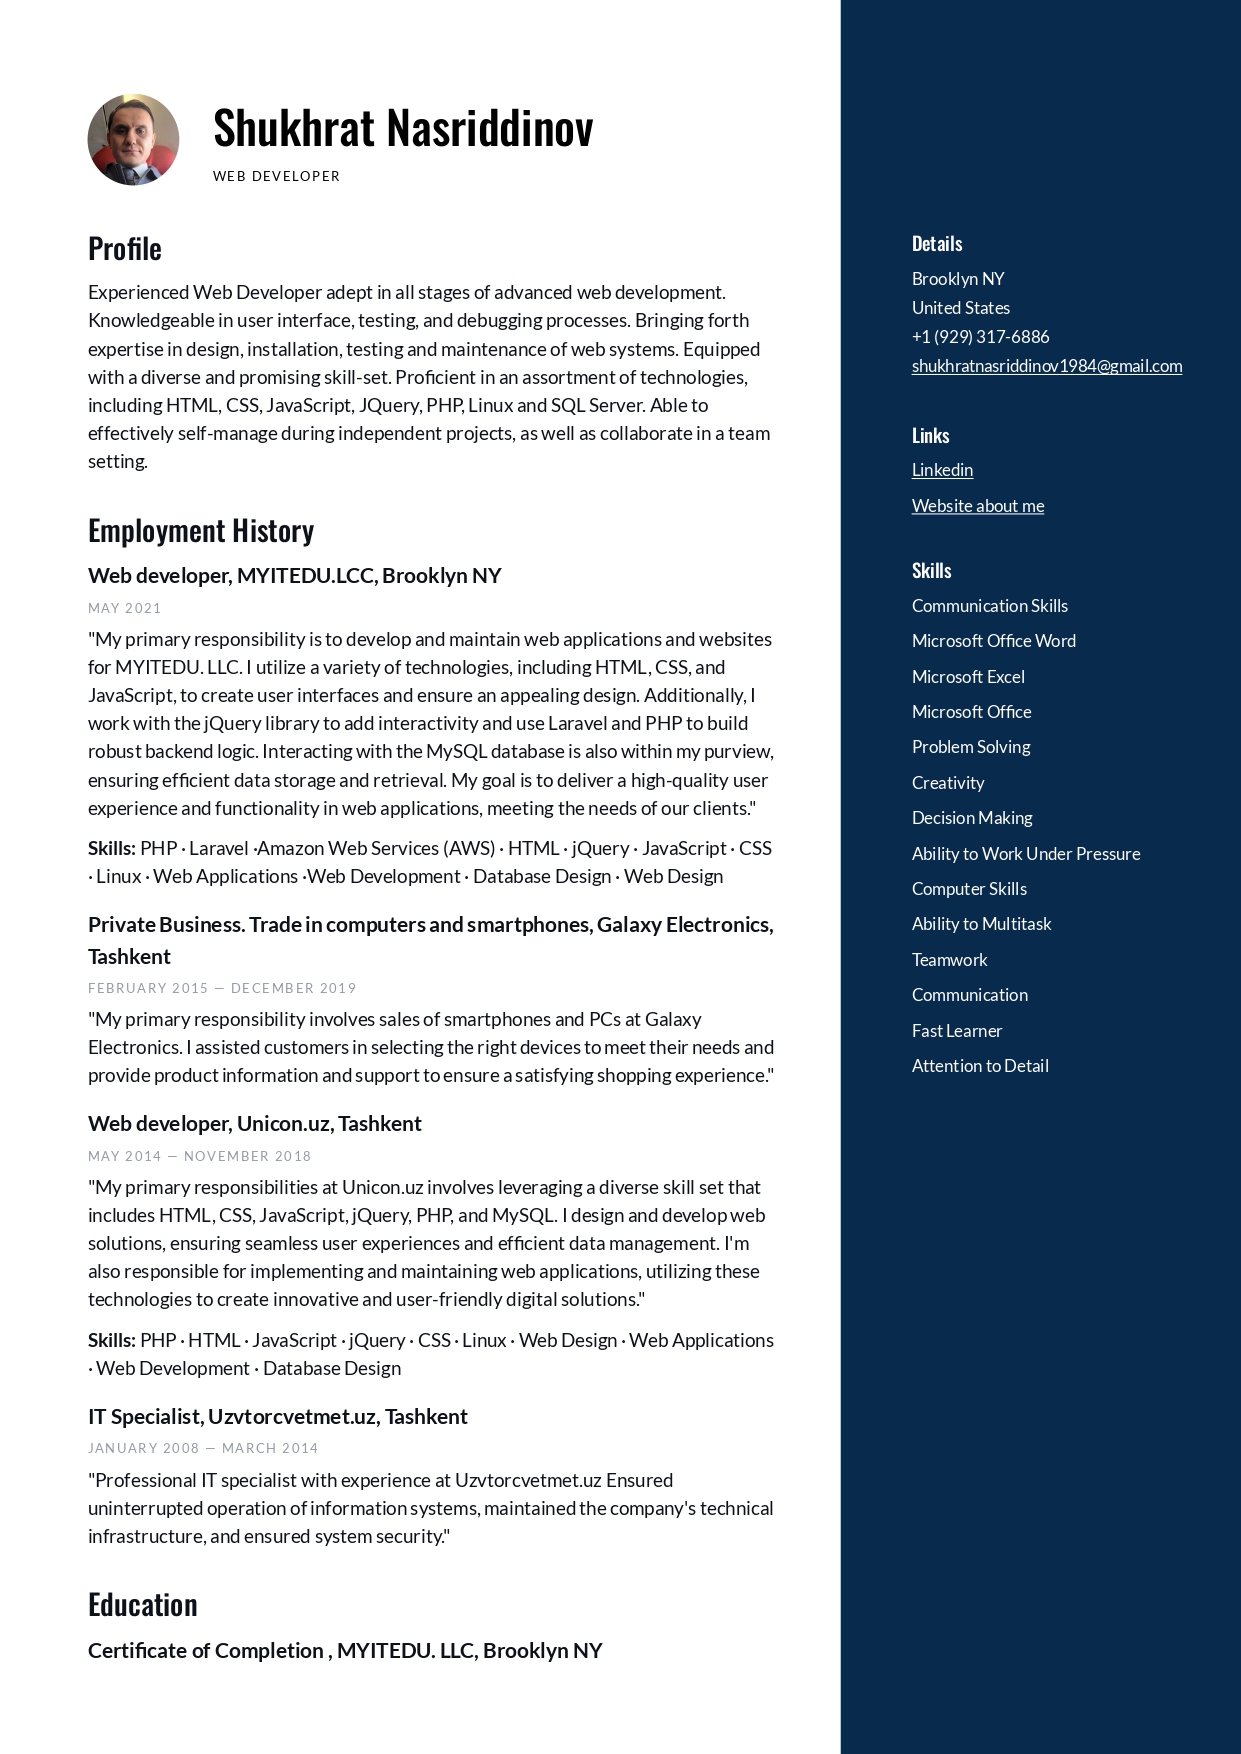 Shukhrat Nasriddinov
WEB DEVELOPER
Profile
Experienced Web Developer adept in all stages of advanced web development.
Knowledgeable in user interface, testing, and debugging processes. Bringing forth
expertise in design, installation, testing and maintenance of web systems. Equipped
with a diverse and promising skill-set. Proficient in an assortment of technologies,
including HTML, CSS, JavaScript, JQuery, PHP, Linux and SQL Server. Able to
effectively self-manage during independent projects, as well as collaborate in a team
setting.
Employment History
Web developer, MYITEDU.LCC, Brooklyn NY
MAY 2021
"My primary responsibility is to develop and maintain web applications and websites
for MYITEDU. LLC. I utilize a variety of technologies, including HTML, CSS, and
JavaScript, to create user interfaces and ensure an appealing design. Additionally, I
work with the jQuery library to add interactivity and use Laravel and PHP to build
robust backend logic. Interacting with the MySQL database is also within my purview,
ensuring efficient data storage and retrieval. My goal is to deliver a high-quality user
experience and functionality in web applications, meeting the needs of our clients."
Skills: PHP · Laravel ·Amazon Web Services (AWS) · HTML · jQuery · JavaScript · CSS
· Linux · Web Applications ·Web Development · Database Design · Web Design
Private Business. Trade in computers and smartphones, Galaxy Electronics,
Tashkent
FEBRUARY 2015 — DECEMBER 2019
"My primary responsibility involves sales of smartphones and PCs at Galaxy
Electronics. I assisted customers in selecting the right devices to meet their needs and
provide product information and support to ensure a satisfying shopping experience."
Web developer, Unicon.uz, Tashkent
MAY 2014 — NOVEMBER 2018
"My primary responsibilities at Unicon.uz involves leveraging a diverse skill set that
includes HTML, CSS, JavaScript, jQuery, PHP, and MySQL. I design and develop web
solutions, ensuring seamless user experiences and efficient data management. I'm
also responsible for implementing and maintaining web applications, utilizing these
technologies to create innovative and user-friendly digital solutions."
Skills: PHP · HTML · JavaScript · jQuery · CSS · Linux · Web Design · Web Applications
· Web Development · Database Design
IT Specialist, Uzvtorcvetmet.uz, Tashkent
JANUARY 2008 — MARCH 2014
"Professional IT specialist with experience at Uzvtorcvetmet.uz Ensured
uninterrupted operation of information systems, maintained the company's technical
infrastructure, and ensured system security."
Education
Certificate of Completion , MYITEDU. LLC, Brooklyn NY
Details
Brooklyn NY
United States
+1 (929) 317-6886
shukhratnasriddinov1984@gmail.com
Links
Linkedin
Website about me
Skills
Communication Skills
Microsoft Office Word
Microsoft Excel
Microsoft Office
Problem Solving
Creativity
Decision Making
Ability to Work Under Pressure
Computer Skills
Ability to Multitask
Teamwork
Communication
Fast Learner
Attention to Detail